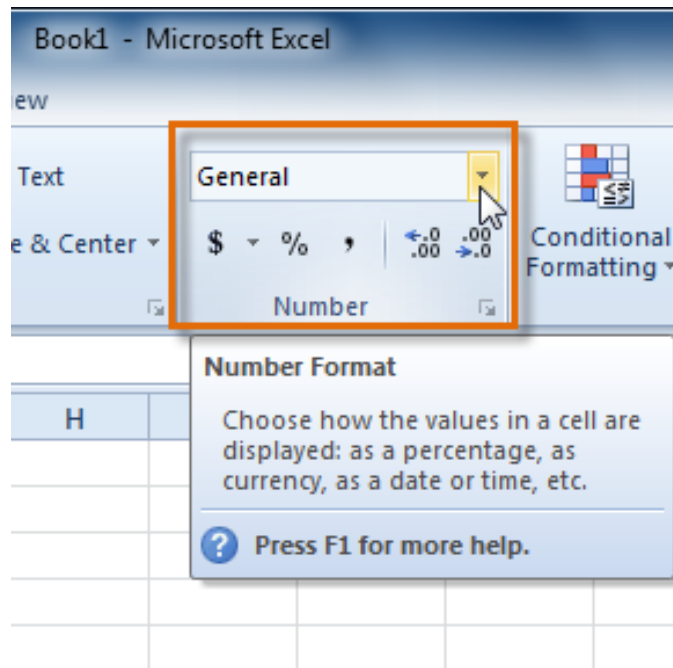 Book1 - Microsoft Excel
ew
Text
General
e & Center
$ % , .0 .00 .00 .0
Conditional
Formatting
Number
Number Format
H
Choose how the values in a cell are
displayed: as a percentage, as
currency, as a date or time, etc.
Press F1 for more help.